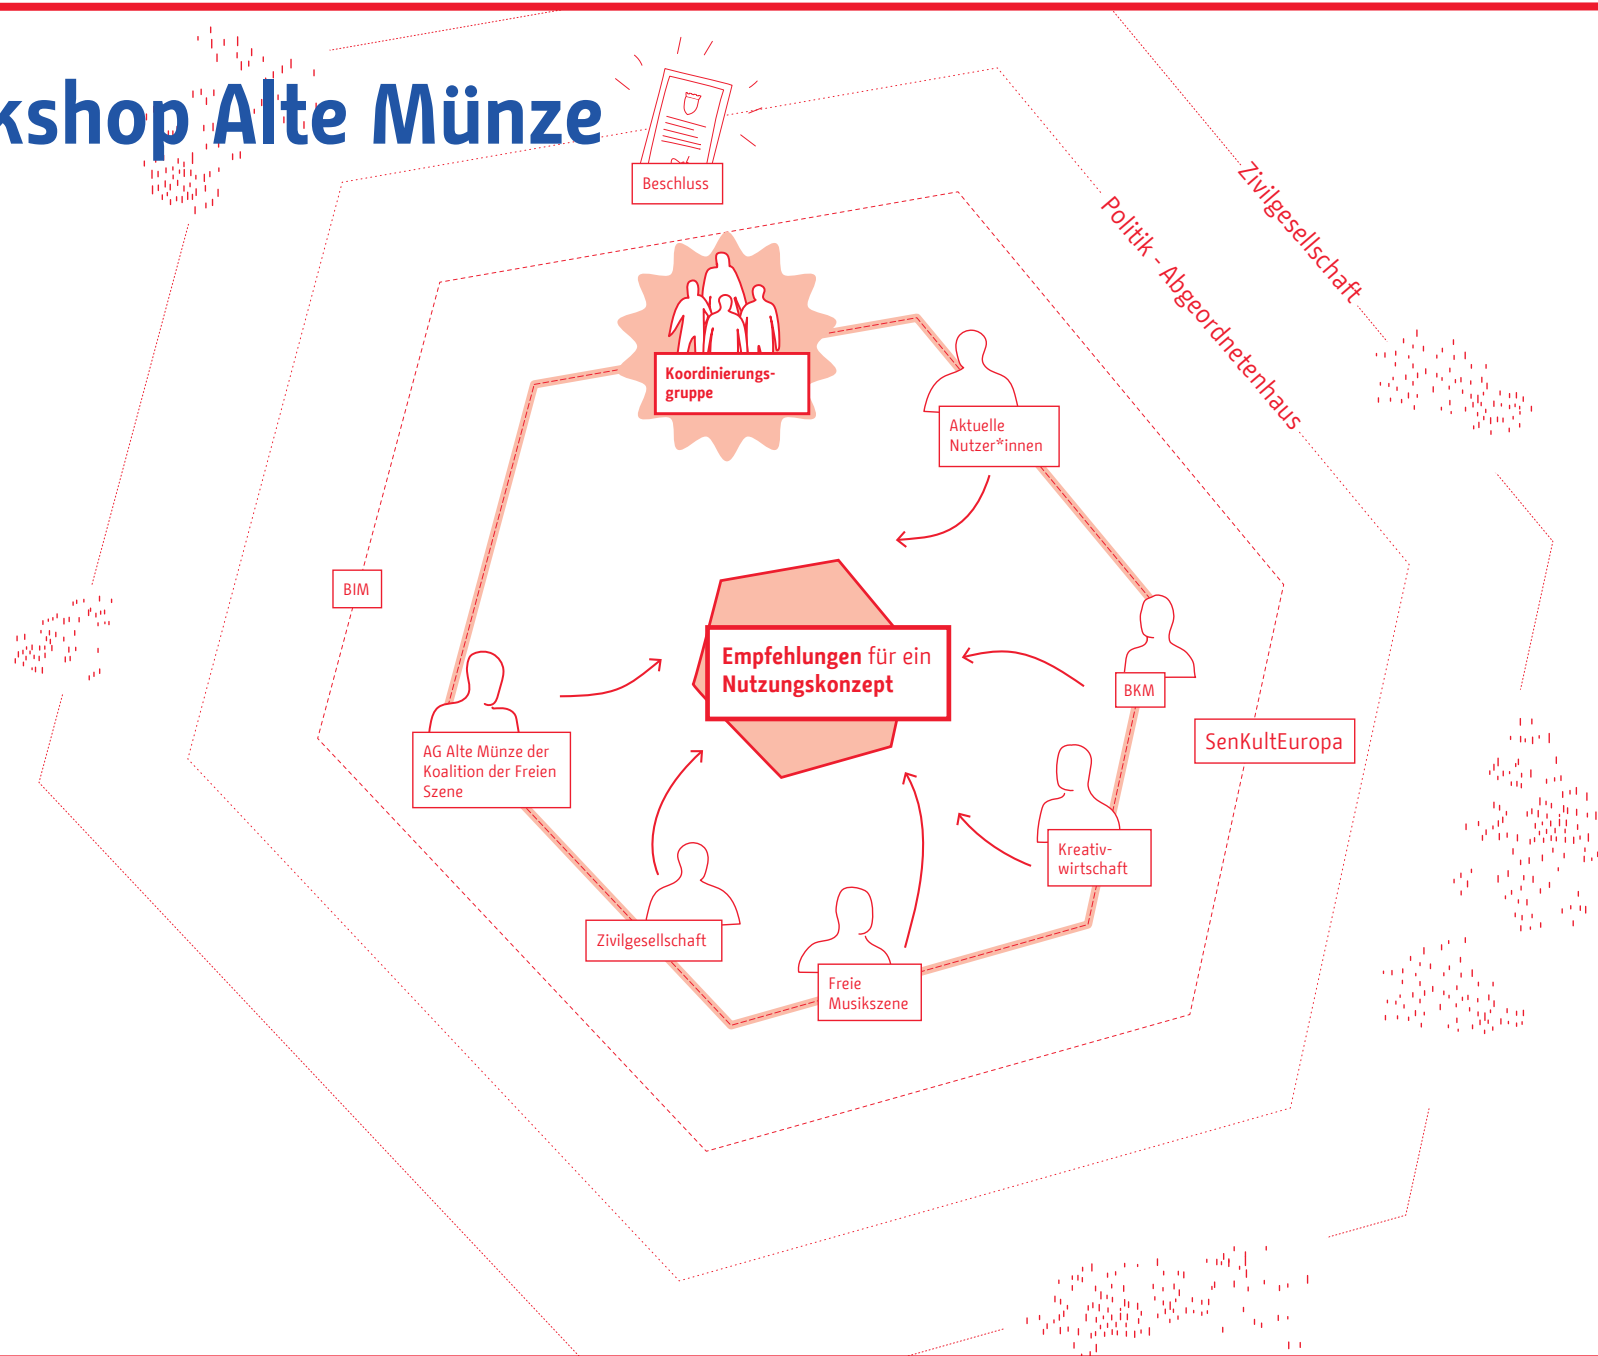 kshop Alte Münze
Beschluss
Zivilgesellschaft
Politik - Abgeordnetenhaus
Koordinierungs-
gruppe
Aktuelle
Nutzer*innen
BIM
Empfehlungen für ein
Nutzungskonzept
BKM
SenKultEuropa
AG Alte Münze der
Koalition der Freien
Szene
Kreativ-
wirtschaft
Zivilgesellschaft
Freie
Musikszene